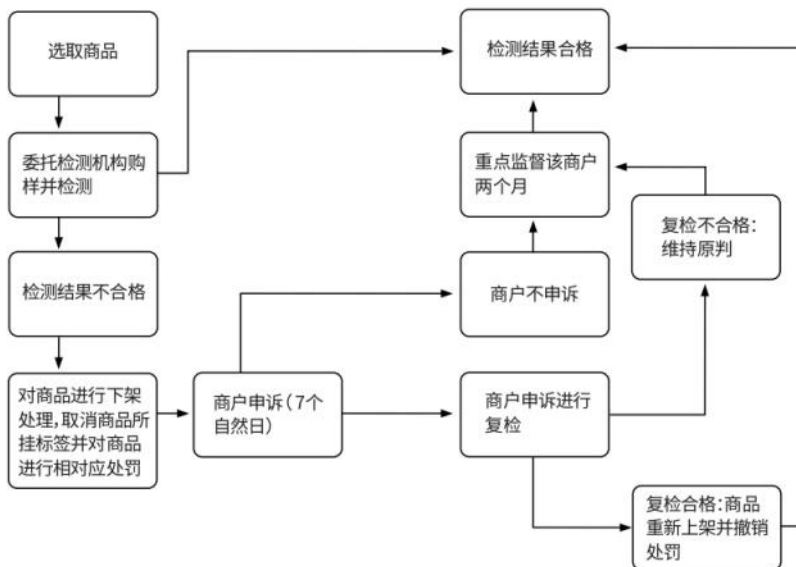 选取商品
检测结果合格
委托检测机构购
样并检测
重点监督该商户
两个月
复检不合格：
维持原判
检测结果不合格
商户不申诉
对商品进行下架
处理，取消商品所
挂标签并对商品
进行相对应处罚
商户申诉（7个
自然日）
商户申诉进行
复检
复检合格：商品
重新上架并撤销
处罚